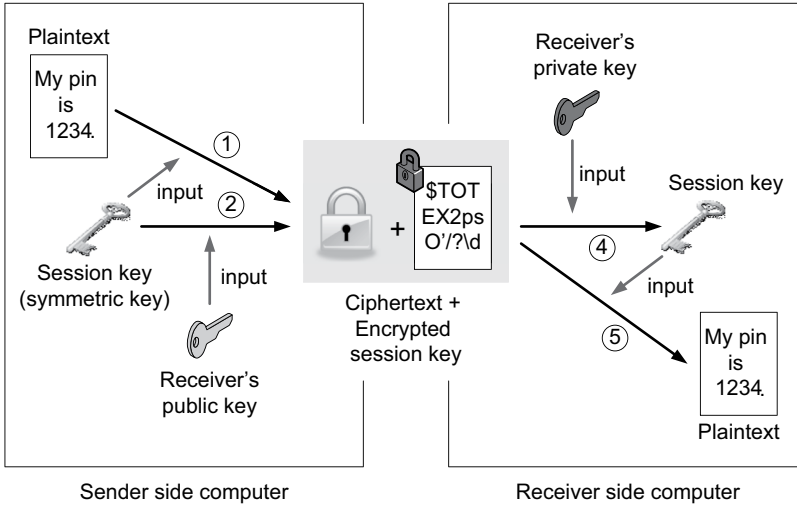 Plaintext
My pin
is
1234.
1
input
2
Session key
(symmetric key)
input
Receiver's
public key
+
$TOT
EX2ps
O'/?\d
Ciphertext +
Encrypted
session key
Receiver's
private key
Session key
4
input
5
My pin
is
1234.
Plaintext
Sender side computer
Receiver side computer